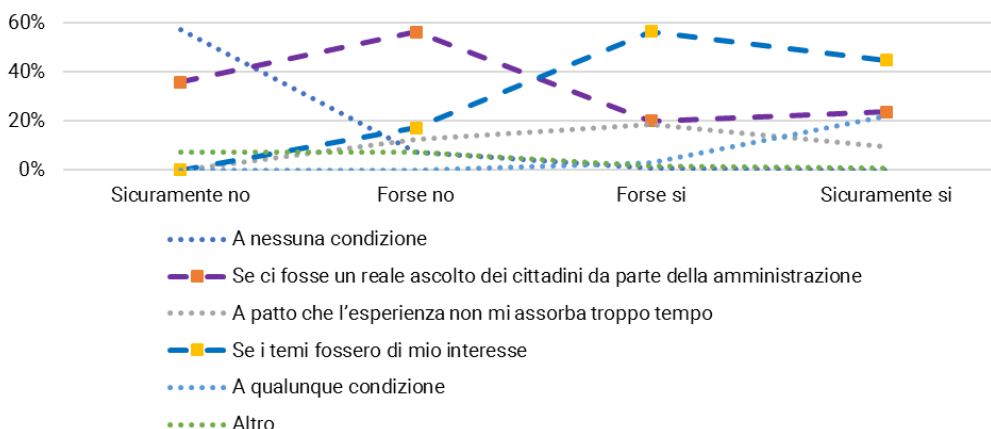 60%
40%
20%
0%
Sicuramente no Forse no Forse si Sicuramente si
A nessuna condizione
Se ci fosse un reale ascolto dei cittadini da parte della amministrazione
A patto che l'esperienza non mi assorba troppo tempo
Se i temi fossero di mio interesse
A qualunque condizione
Altro